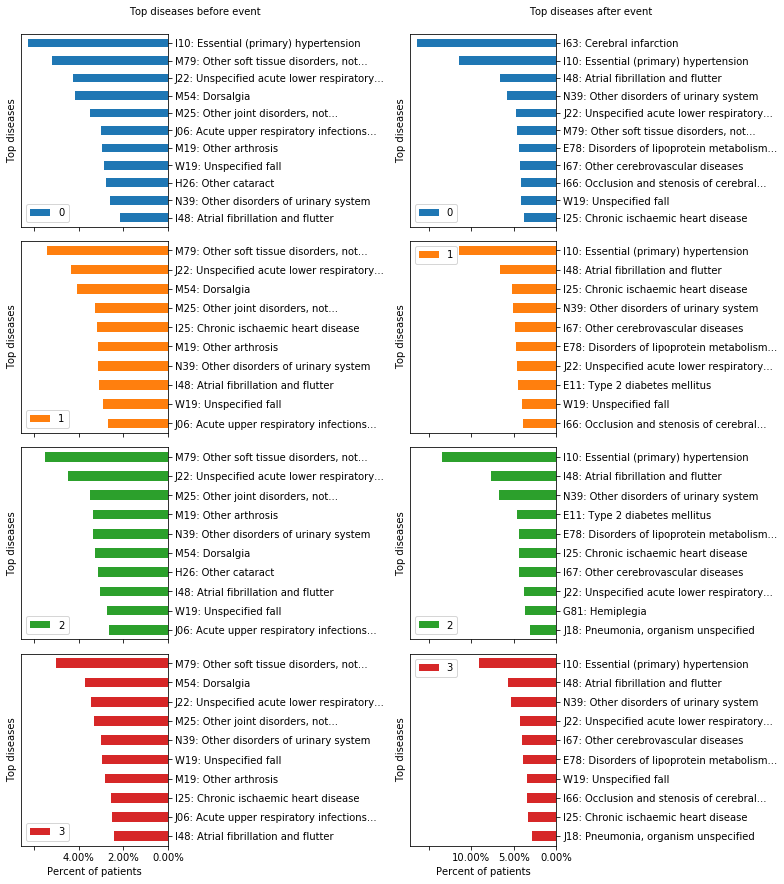 Top diseases before event
Top diseases
I10: Essential (primary) hypertension
M79: Other soft tissue disorders, not...
J22: Unspecified acute lower respiratory...
M54: Dorsalgia
M25: Other joint disorders, not...
J06: Acute upper respiratory infections...
M19: Other arthrosis
W19: Unspecified fall
H26: Other cataract
N39: Other disorders of urinary system
I48: Atrial fibrillation and flutter
0
Top diseases after event
Top diseases
I63: Cerebral infarction
I10: Essential (primary) hypertension
I48: Atrial fibrillation and flutter
N39: Other disorders of urinary system
J22: Unspecified acute lower respiratory...
M79: Other soft tissue disorders, not...
E78: Disorders of lipoprotein metabolism...
I67: Other cerebrovascular diseases
I66: Occlusion and stenosis of cerebral...
W19: Unspecified fall
I25: Chronic ischaemic heart disease
0
Top diseases
M79: Other soft tissue disorders, not...
J22: Unspecified acute lower respiratory...
M54: Dorsalgia
M25: Other joint disorders, not...
I25: Chronic ischaemic heart disease
M19: Other arthrosis
N39: Other disorders of urinary system
I48: Atrial fibrillation and flutter
W19: Unspecified fall
J06: Acute upper respiratory infections...
1
Top diseases
1
I10: Essential (primary) hypertension
I48: Atrial fibrillation and flutter
I25: Chronic ischaemic heart disease
N39: Other disorders of urinary system
I67: Other cerebrovascular diseases
E78: Disorders of lipoprotein metabolism...
J22: Unspecified acute lower respiratory...
E11: Type 2 diabetes mellitus
W19: Unspecified fall
I66: Occlusion and stenosis of cerebral...
Top diseases
M79: Other soft tissue disorders, not...
J22: Unspecified acute lower respiratory...
M25: Other joint disorders, not...
M19: Other arthrosis
N39: Other disorders of urinary system
M54: Dorsalgia
H26: Other cataract
I48: Atrial fibrillation and flutter
W19: Unspecified fall
J06: Acute upper respiratory infections...
2
Top diseases
I10: Essential (primary) hypertension
I48: Atrial fibrillation and flutter
N39: Other disorders of urinary system
E11: Type 2 diabetes mellitus
E78: Disorders of lipoprotein metabolism...
I25: Chronic ischaemic heart disease
I67: Other cerebrovascular diseases
J22: Unspecified acute lower respiratory...
G81: Hemiplegia
J18: Pneumonia, organism unspecified
2
Top diseases
M79: Other soft tissue disorders, not...
M54: Dorsalgia
J22: Unspecified acute lower respiratory...
M25: Other joint disorders, not...
N39: Other disorders of urinary system
W19: Unspecified fall
M19: Other arthrosis
I25: Chronic ischaemic heart disease
J06: Acute upper respiratory infections...
I48: Atrial fibrillation and flutter
3
4.00% 2.00% 0.00%
Percent of patients
Top diseases
3
I10: Essential (primary) hypertension
I48: Atrial fibrillation and flutter
N39: Other disorders of urinary system
J22: Unspecified acute lower respiratory...
I67: Other cerebrovascular diseases
E78: Disorders of lipoprotein metabolism...
W19: Unspecified fall
I66: Occlusion and stenosis of cerebral...
I25: Chronic ischaemic heart disease
J18: Pneumonia, organism unspecified
10.00% 5.00% 0.00%
Percent of patients